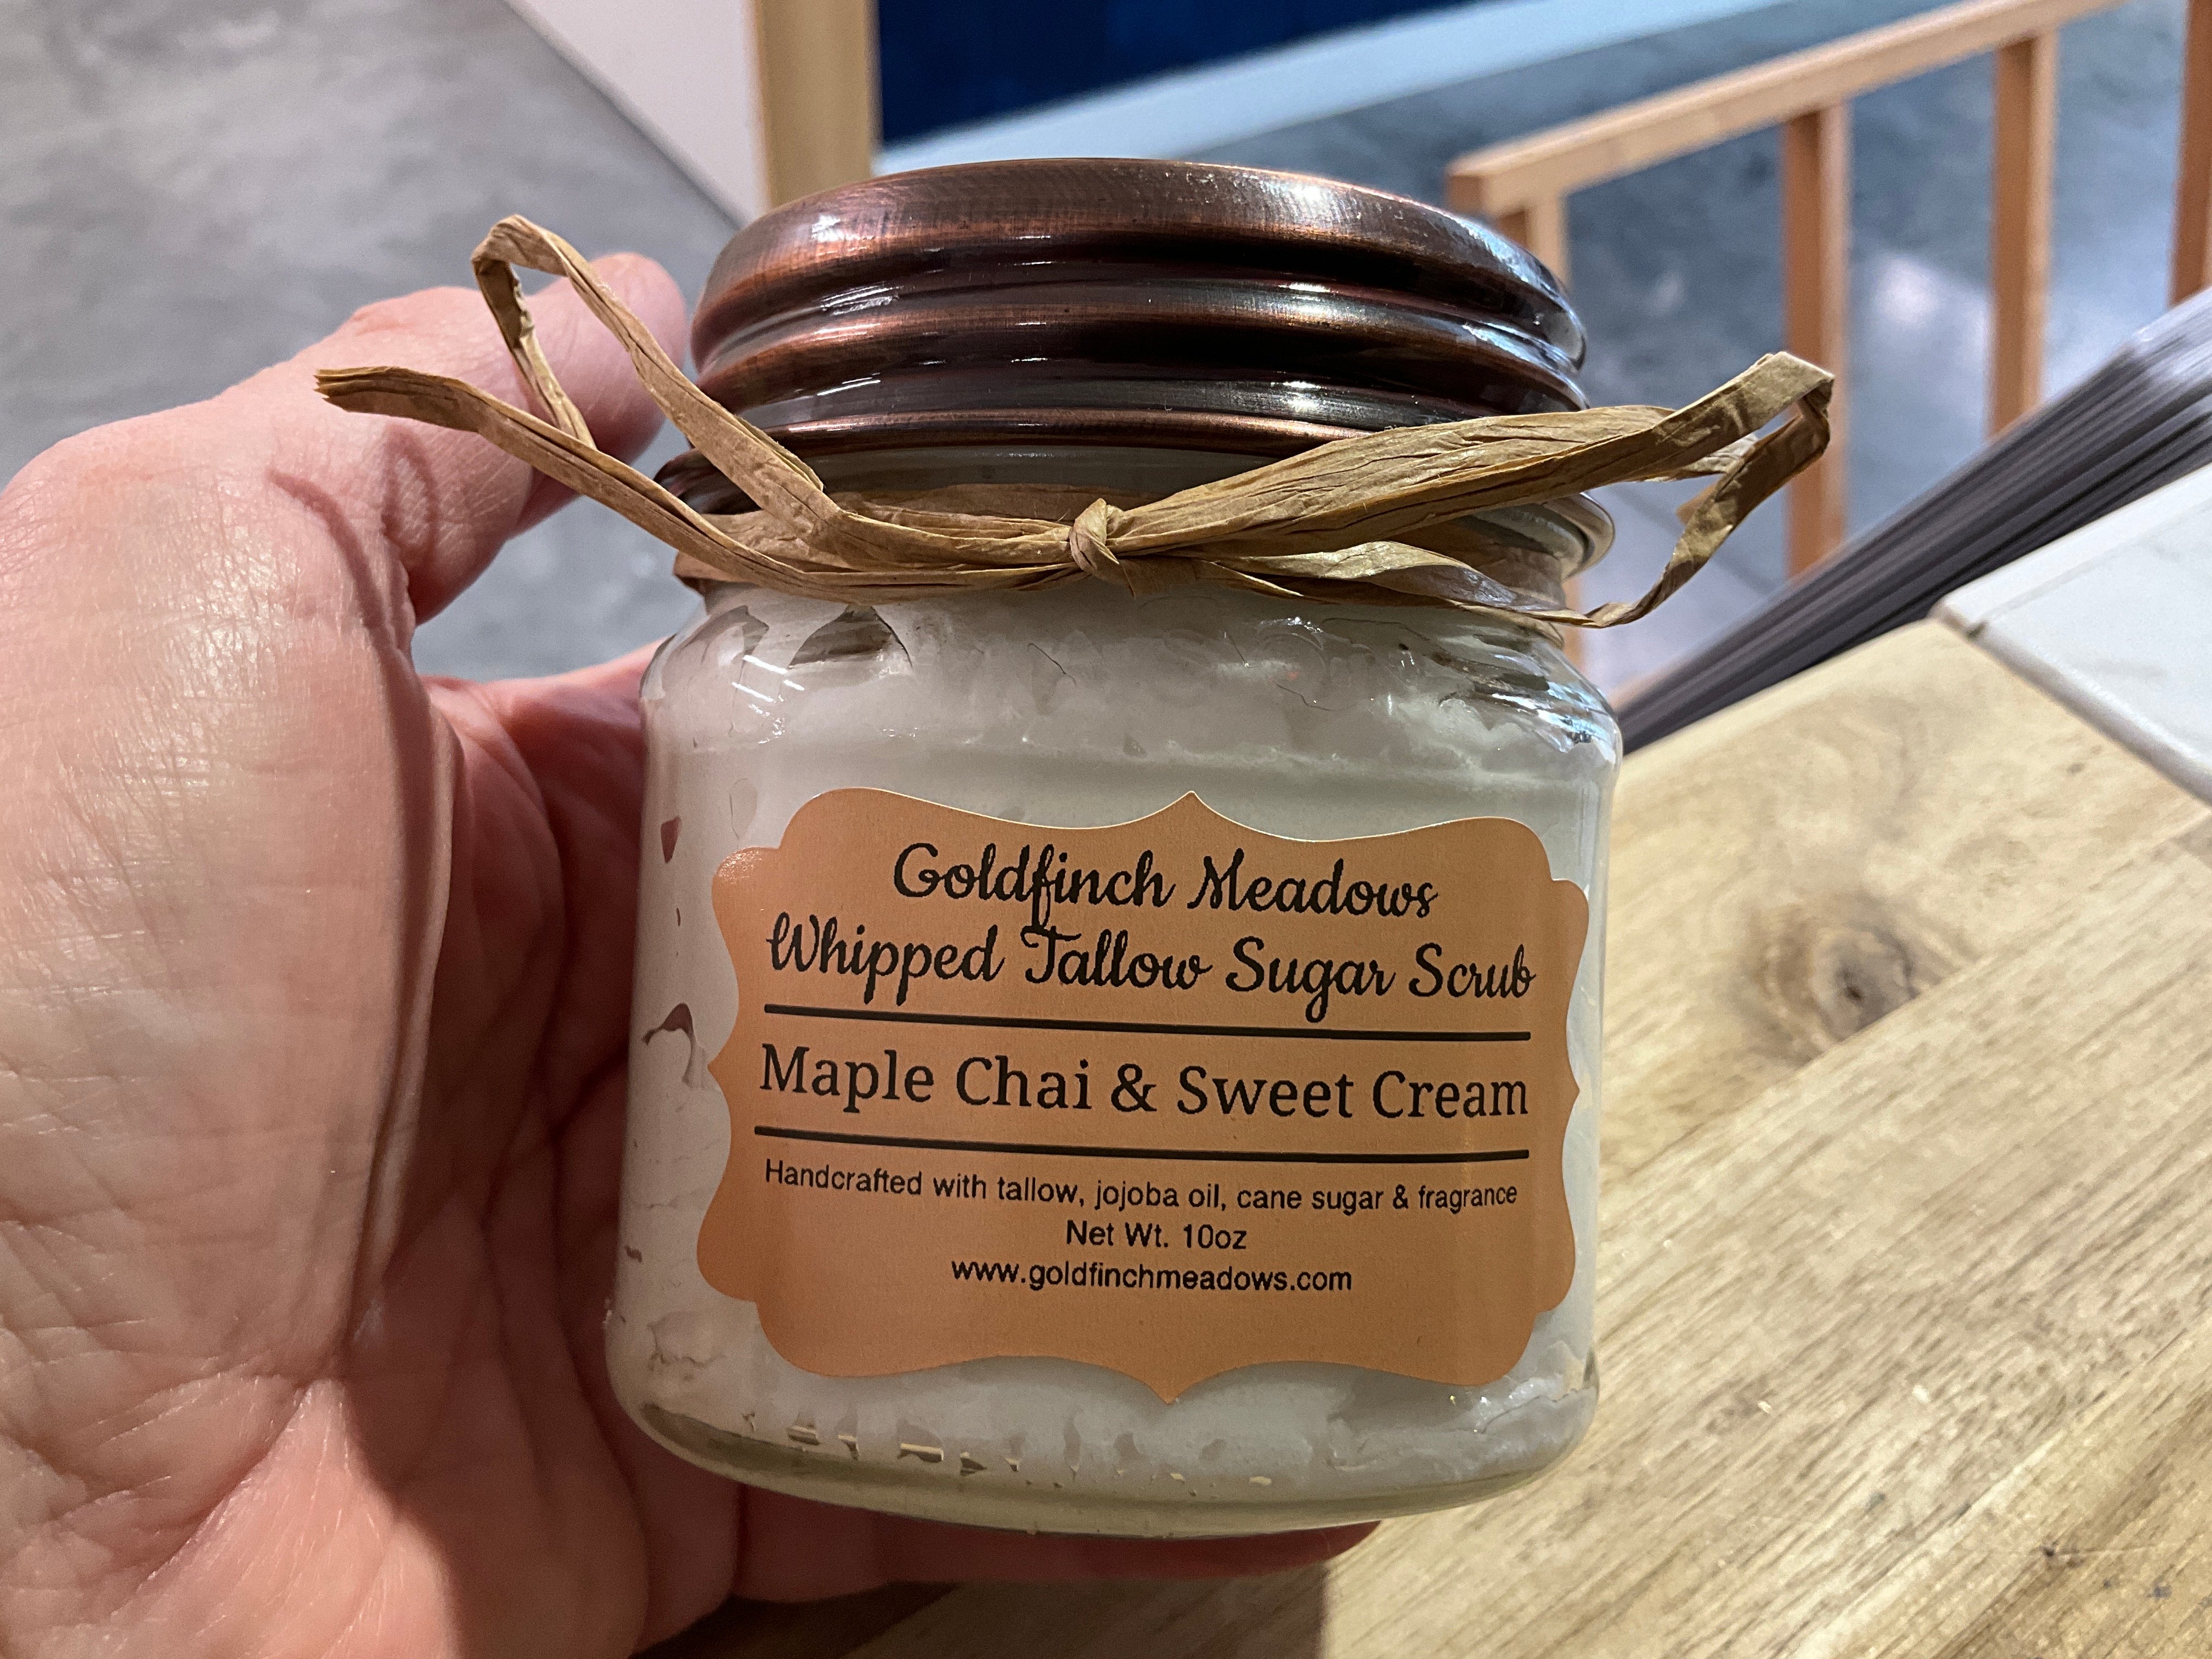 Goldfinch Meadows
Whipped Tallow Sugar Scrub
Maple Chai & Sweet Cream
Handcrafted with tallow, jojoba oil, cane sugar & fragrance
Net Wt. 10oz
www.goldfinchmeadows.com